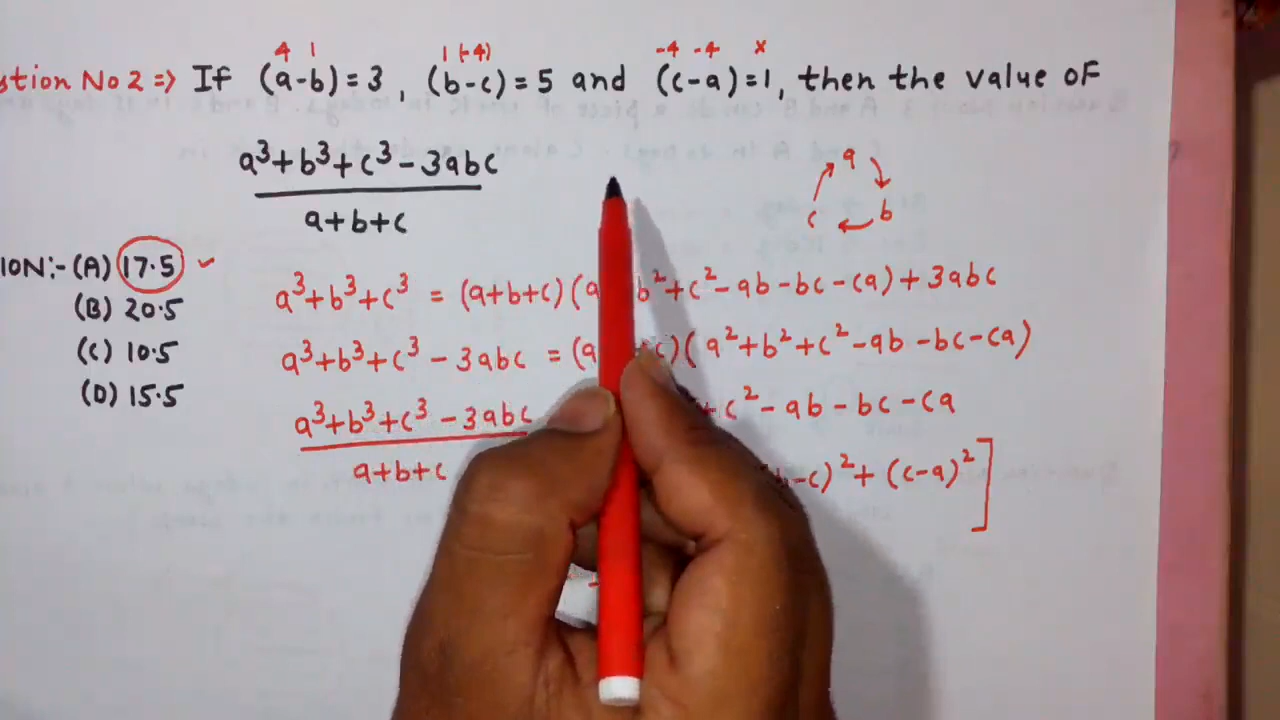 4 1 1 (-4) -4 -4 x
stion No 2 => If (a-b) = 3, (b-c) = 5 and (c-a) = 1, then the value of
a³+b³+c³-3abc
a+b+c
a
c b
ION:- (A) 17.5 ✓
(B) 20.5
(C) 10.5
(D) 15.5
a³+b³+c³ = (a+b+c)(a b²+c²-ab-bc-ca)+3abc
a³+b³+c³-3abc = (a +c)(a²+b²+c²-ab-bc-ca)
a³+b³+c³-3abc +c²-ab-bc-ca
a+b+c -c)²+(c-a)²]